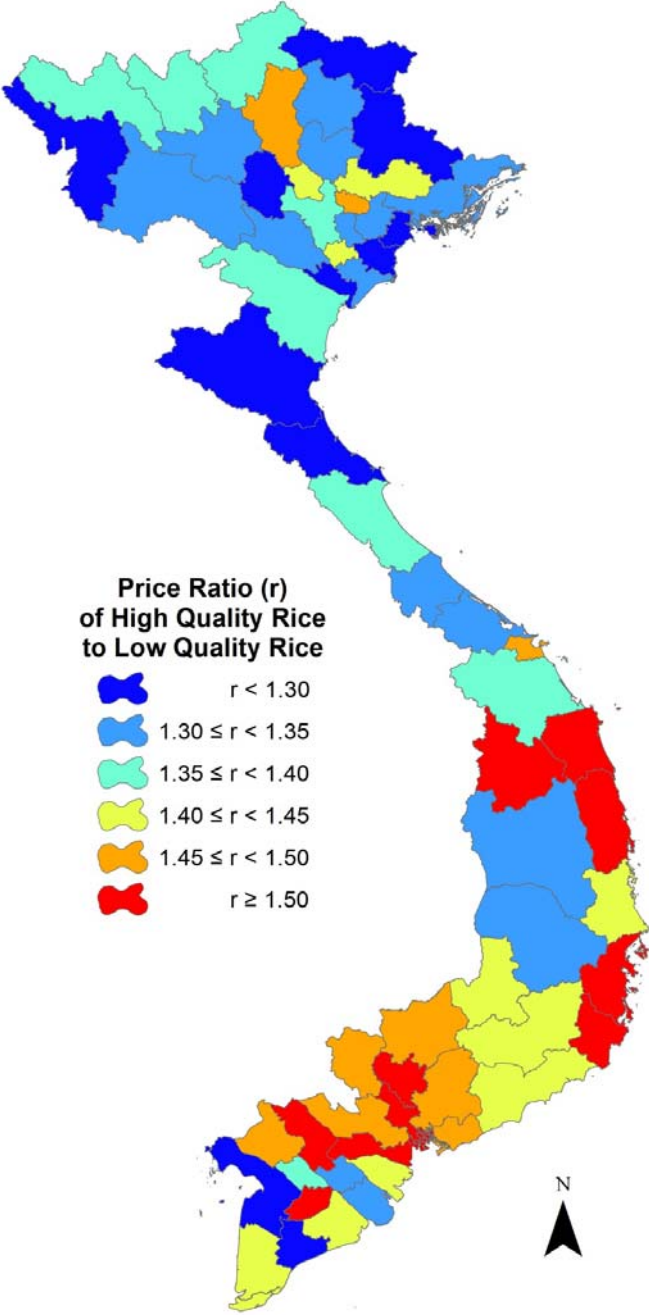 Price Ratio (r)
of High Quality Rice
to Low Quality Rice
r < 1.30
1.30 ≤ r < 1.35
1.35 ≤ r < 1.40
1.40 ≤ r < 1.45
1.45 ≤ r < 1.50
r ≥ 1.50
N